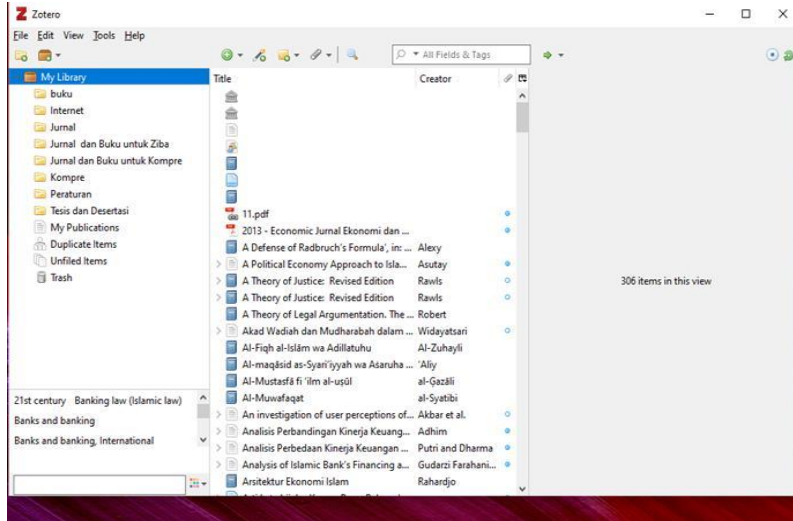 Zotero
File Edit View Tools Help
All Fields & Tags
My Library
buku
Internet
Jurnal
Jurnal dan Buku untuk Ziba
Jurnal dan Buku untuk Kompre
Kompre
Peraturan
Tesis dan Desertasi
My Publications
Duplicate Items
Unfiled Items
Trash
21st century Banking law (Islamic law)
Banks and banking
Banks and banking, International
Title Creator
11.pdf
2013 - Economic Jurnal Ekonomi dan ...
A Defense of Radbruch's Formula', in: ... Alexy
A Political Economy Approach to Isla... Asutay
A Theory of Justice: Revised Edition Rawls
A Theory of Justice: Revised Edition Rawls
A Theory of Legal Argumentation. The ... Robert
Akad Wadiah dan Mudharabah dalam ... Widayatsari
Al-Fiqh al-Islâm wa Adillatuhu Al-Zuhayli
Al-maqâsid as-Syari'iyyah wa Asaruha ... 'Aliy
Al-Mustasfâ fi 'ilm al-uṣûl al-Gazâli
Al-Muwafaqat al-Syatibi
An investigation of user perceptions of... Akbar et al.
Analisis Perbandingan Kinerja Keuang... Adhim
Analisis Perbedaan Kinerja Keuangan ... Putri and Dharma
Analysis of Islamic Bank's Financing a... Gudarzi Farahani...
Arsitektur Ekonomi Islam Rahardjo
306 items in this view